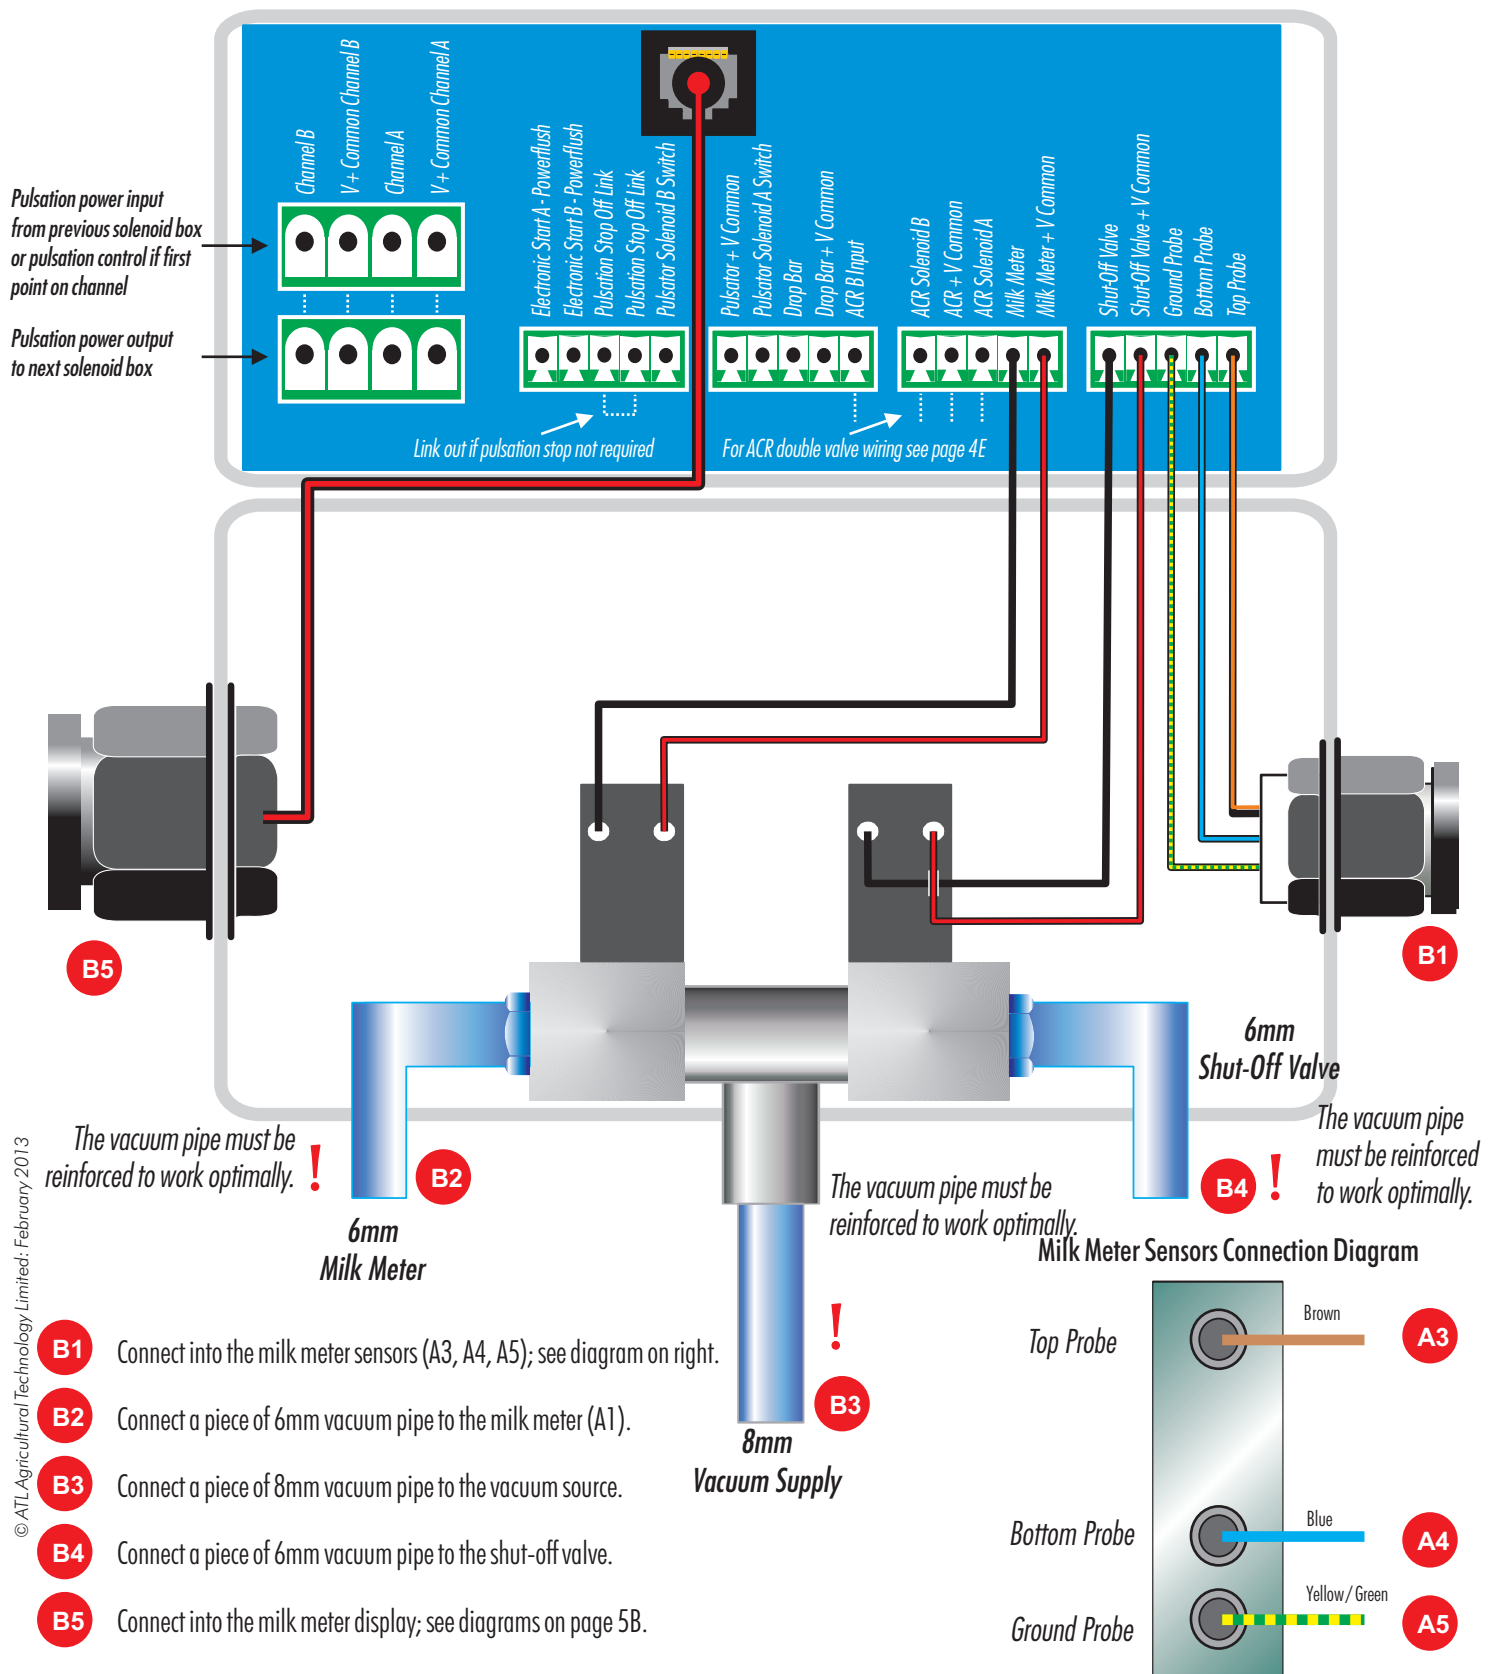 Channel B
V + Common Channel B
Channel A
V + Common Channel A
Electronic Start A - Powerflush
Electronic Start B - Powerflush
Pulsation Stop Off Link
Pulsation Stop Off Link
Pulsator Solenoid B Switch
Pulsator + V Common
Pulsator Solenoid A Switch
Drop Bar
Drop Bar + V Common
ACR B Input
ACR Solenoid B
ACR + V Common
ACR Solenoid A
Milk Meter
Milk Meter + V Common
Shut-Off Valve
Shut-Off Valve + V Common
Ground Probe
Bottom Probe
Top Probe
Pulsation power input
from previous solenoid box
or pulsation control if first
point on channel
Pulsation power output
to next solenoid box
Link out if pulsation stop not required
For ACR double valve wiring see page 4E
B5
B1
6mm
Shut-Off Valve
The vacuum pipe must be
reinforced to work optimally.
!
B2
6mm
Milk Meter
The vacuum pipe must be
reinforced to work optimally.
!
B3
8mm
Vacuum Supply
B4
!
The vacuum pipe
must be reinforced
to work optimally.
Milk Meter Sensors Connection Diagram
Top Probe
Brown
A3
Bottom Probe
Blue
A4
Ground Probe
Yellow / Green
A5
B1 Connect into the milk meter sensors (A3, A4, A5); see diagram on right.
B2 Connect a piece of 6mm vacuum pipe to the milk meter (A1).
B3 Connect a piece of 8mm vacuum pipe to the vacuum source.
B4 Connect a piece of 6mm vacuum pipe to the shut-off valve.
B5 Connect into the milk meter display; see diagrams on page 5B.
© ATL Agricultural Technology Limited: February 2013